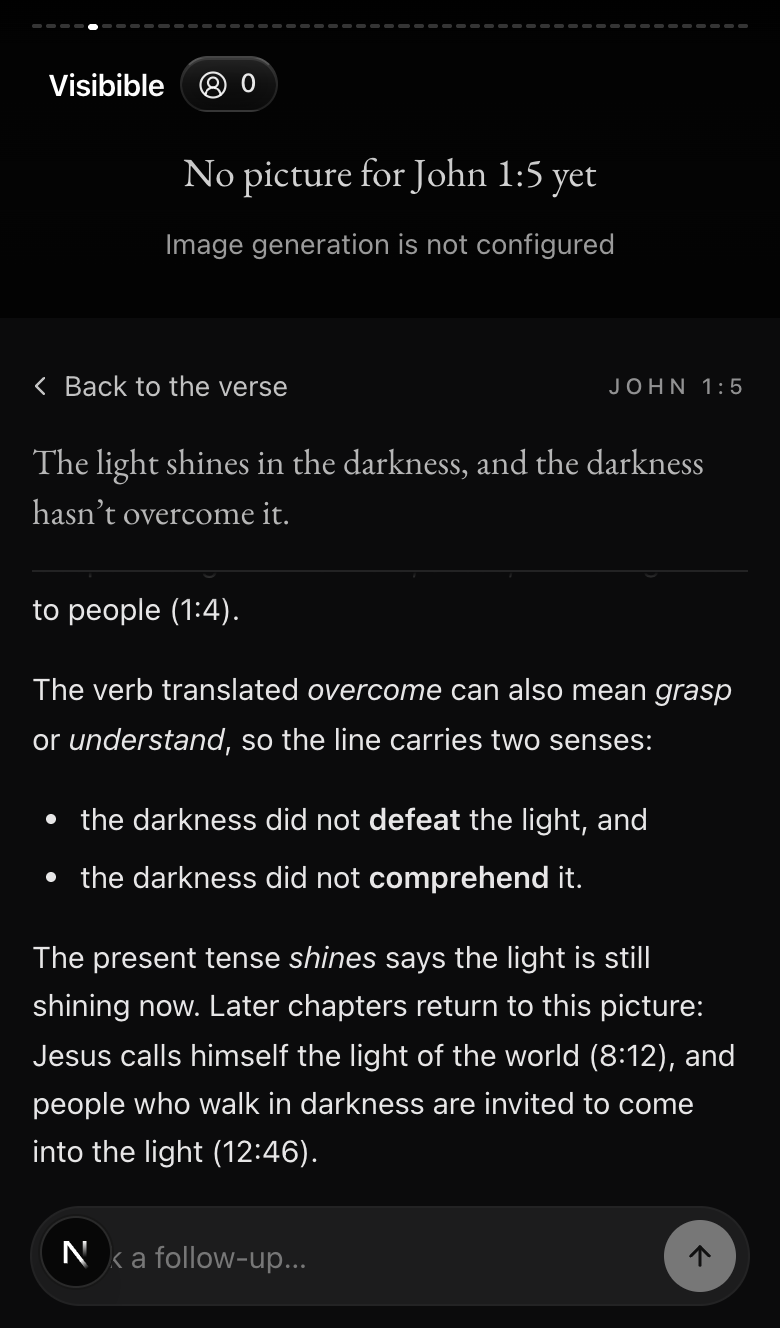 Visibible 0
No picture for John 1:5 yet
Image generation is not configured
Back to the verse JOHN 1:5
The light shines in the darkness, and the darkness
hasn’t overcome it.
to people (1:4).
The verb translated overcome can also mean grasp
or understand, so the line carries two senses:
• the darkness did not defeat the light, and
• the darkness did not comprehend it.
The present tense shines says the light is still
shining now. Later chapters return to this picture:
Jesus calls himself the light of the world (8:12), and
people who walk in darkness are invited to come
into the light (12:46).
N k a follow-up...